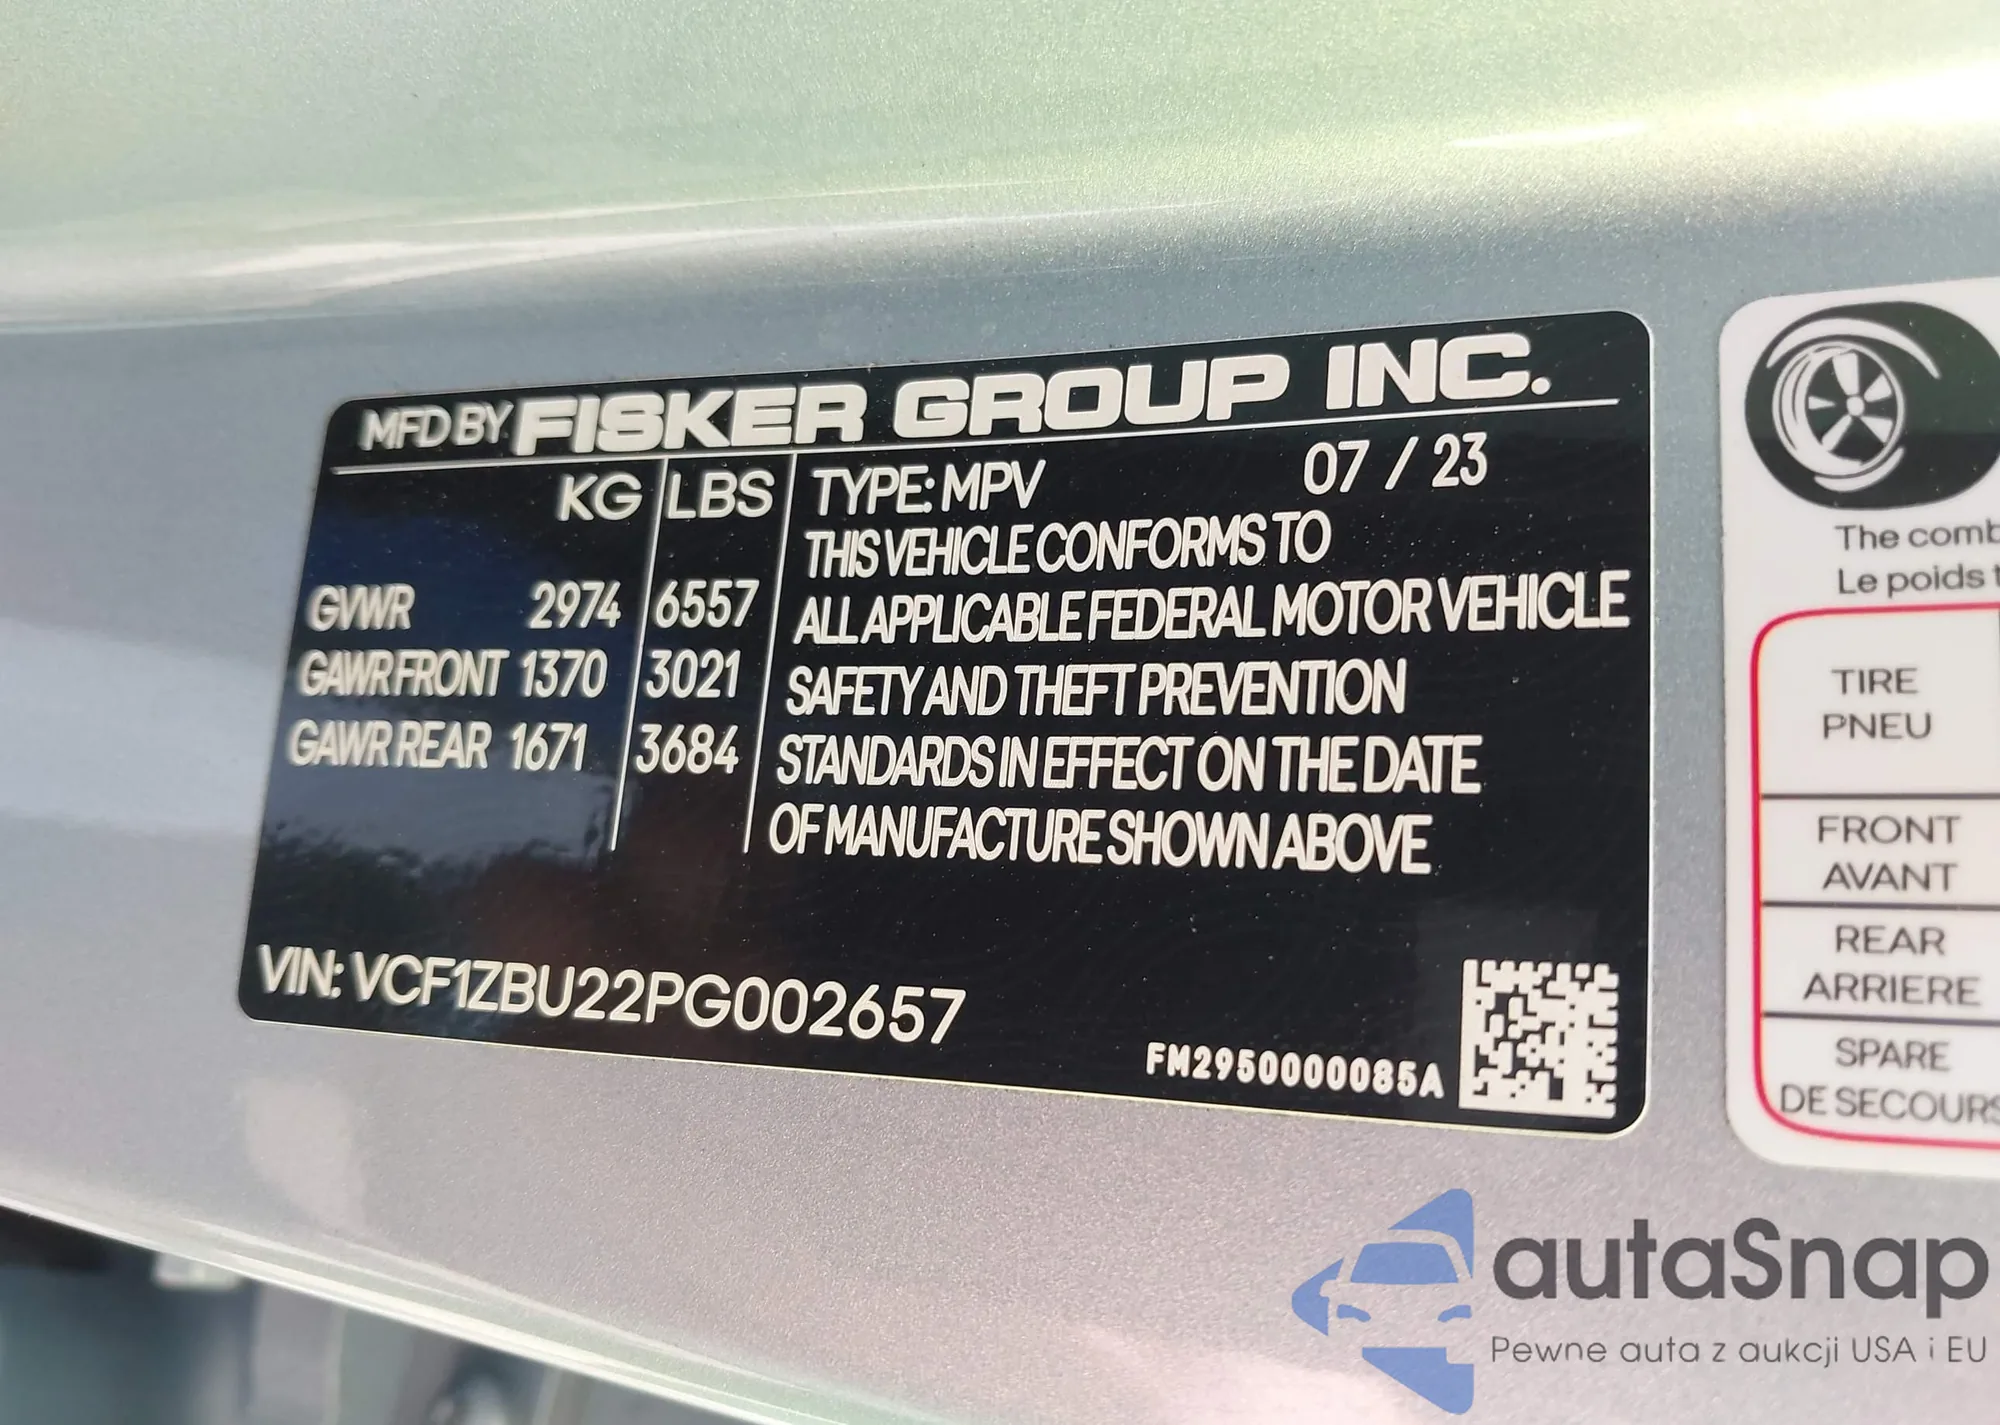 MFD BY FISKER GROUP INC.
KG LBS TYPE: MPV 07 / 23
THIS VEHICLE CONFORMS TO
GVWR 2974 6557 ALL APPLICABLE FEDERAL MOTOR VEHICLE
GAWR FRONT 1370 3021 SAFETY AND THEFT PREVENTION
GAWR REAR 1671 3684 STANDARDS IN EFFECT ON THE DATE
OF MANUFACTURE SHOWN ABOVE
VIN: VCF1ZBU22PG002657
FM2950000085A
The comb
Le poids t
TIRE
PNEU
FRONT
AVANT
REAR
ARRIERE
SPARE
DE SECOURS
autaSnap
Pewne auta z aukcji USA i EU